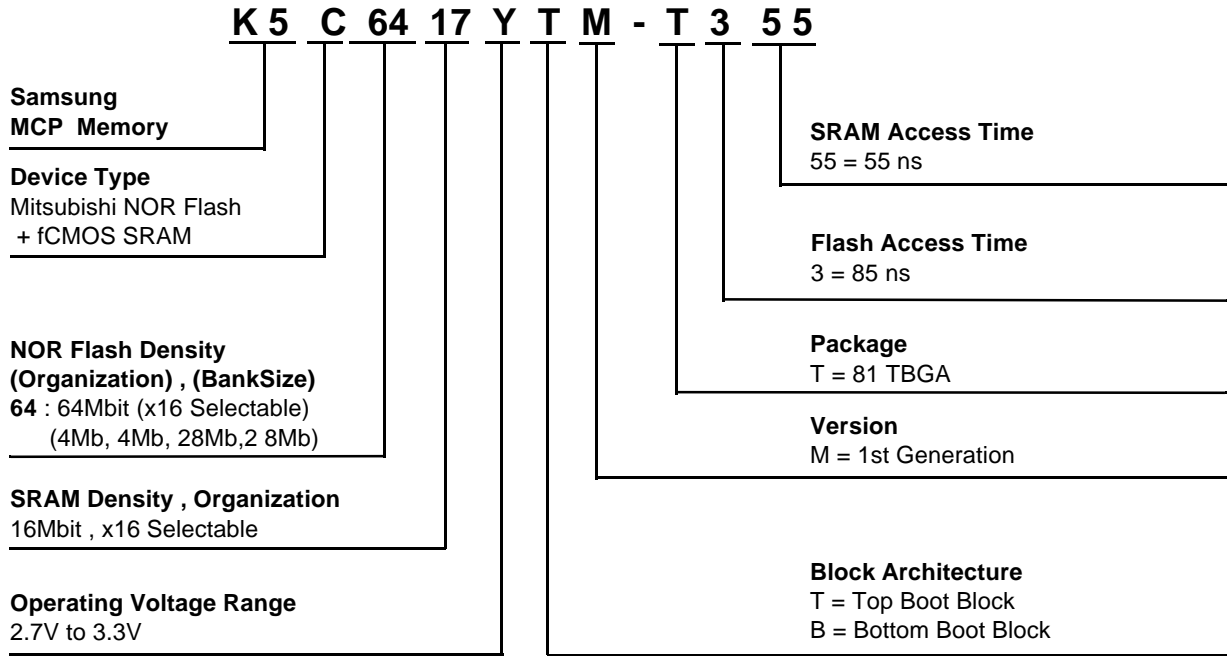 K5 C 64 17 Y T M - T 3 55
Samsung
MCP Memory
Device Type
Mitsubishi NOR Flash
+ fCMOS SRAM
NOR Flash Density
(Organization) , (BankSize)
64 : 64Mbit (x16 Selectable)
(4Mb, 4Mb, 28Mb,2 8Mb)
SRAM Density , Organization
16Mbit , x16 Selectable
Operating Voltage Range
2.7V to 3.3V
SRAM Access Time
55 = 55 ns
Flash Access Time
3 = 85 ns
Package
T = 81 TBGA
Version
M = 1st Generation
Block Architecture
T = Top Boot Block
B = Bottom Boot Block